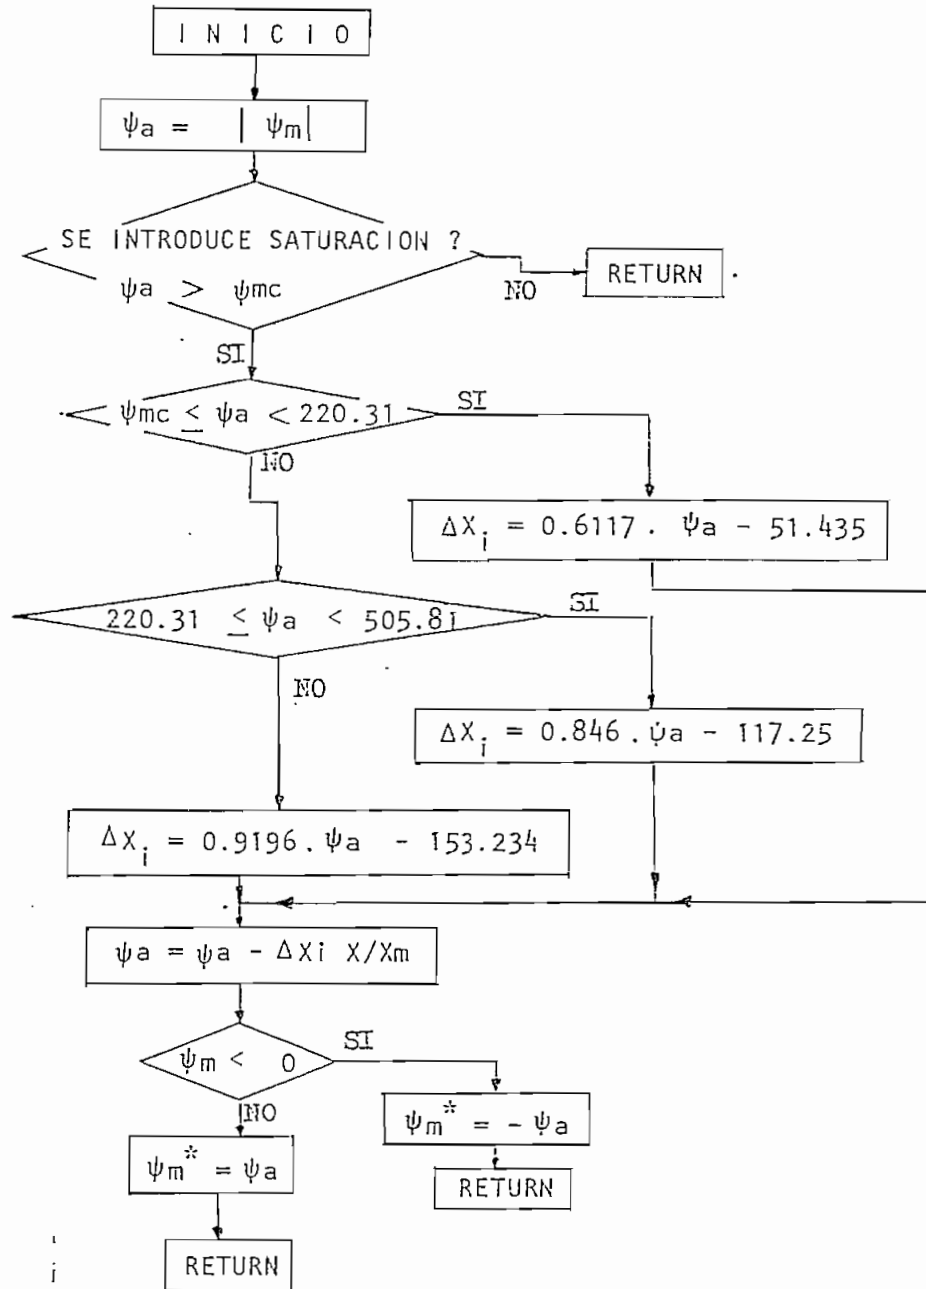 INICIO
ψa = | ψm|
SE INTRODUCE SATURACION ?
ψa > ψmc
NO
RETURN
SI
ψmc ≤ ψa < 220.31
SI
NO
ΔXi = 0.6117. ψa - 51.435
220.31 ≤ ψa < 505.81
SI
NO
ΔXi = 0.846. ψa - 117.25
ΔXi = 0.9196. ψa - 153.234
ψa = ψa - ΔXi X/Xm
ψm < 0
SI
NO
ψm* = - ψa
ψm* = ψa
RETURN
RETURN